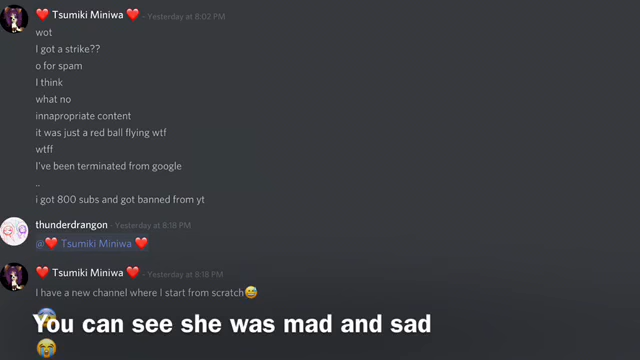 ❤️ Tsumiki Miniwa ❤️ - Yesterday at 8:02 PM
wot
I got a strike??
o for spam
I think
what no
innapropriate content
it was just a red ball flying wtf
wtff
I've been terminated from google
..
i got 800 subs and got banned from yt
thunderdrangon - Yesterday at 8:18 PM
@❤️ Tsumiki Miniwa ❤️
❤️ Tsumiki Miniwa ❤️ - Yesterday at 8:18 PM
I have a new channel where I start from scratch😅
You can see she was mad and sad